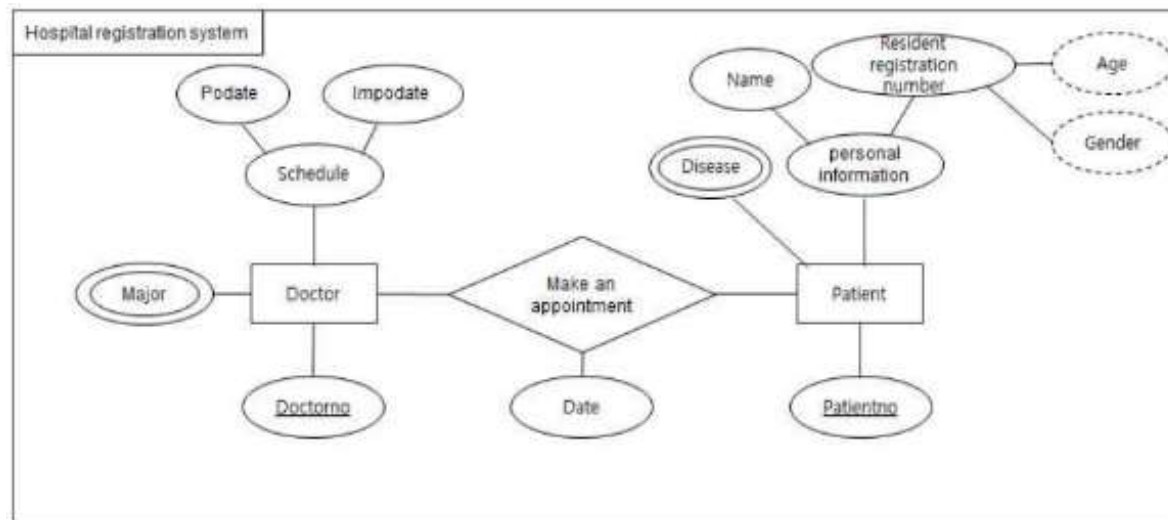 Hospital registration system
Podate
Impodate
Schedule
Name
Resident
registration
number
Age
Gender
Disease
personal
information
Major
Doctor
Make an
appointment
Patient
Doctorno
Date
Patientno